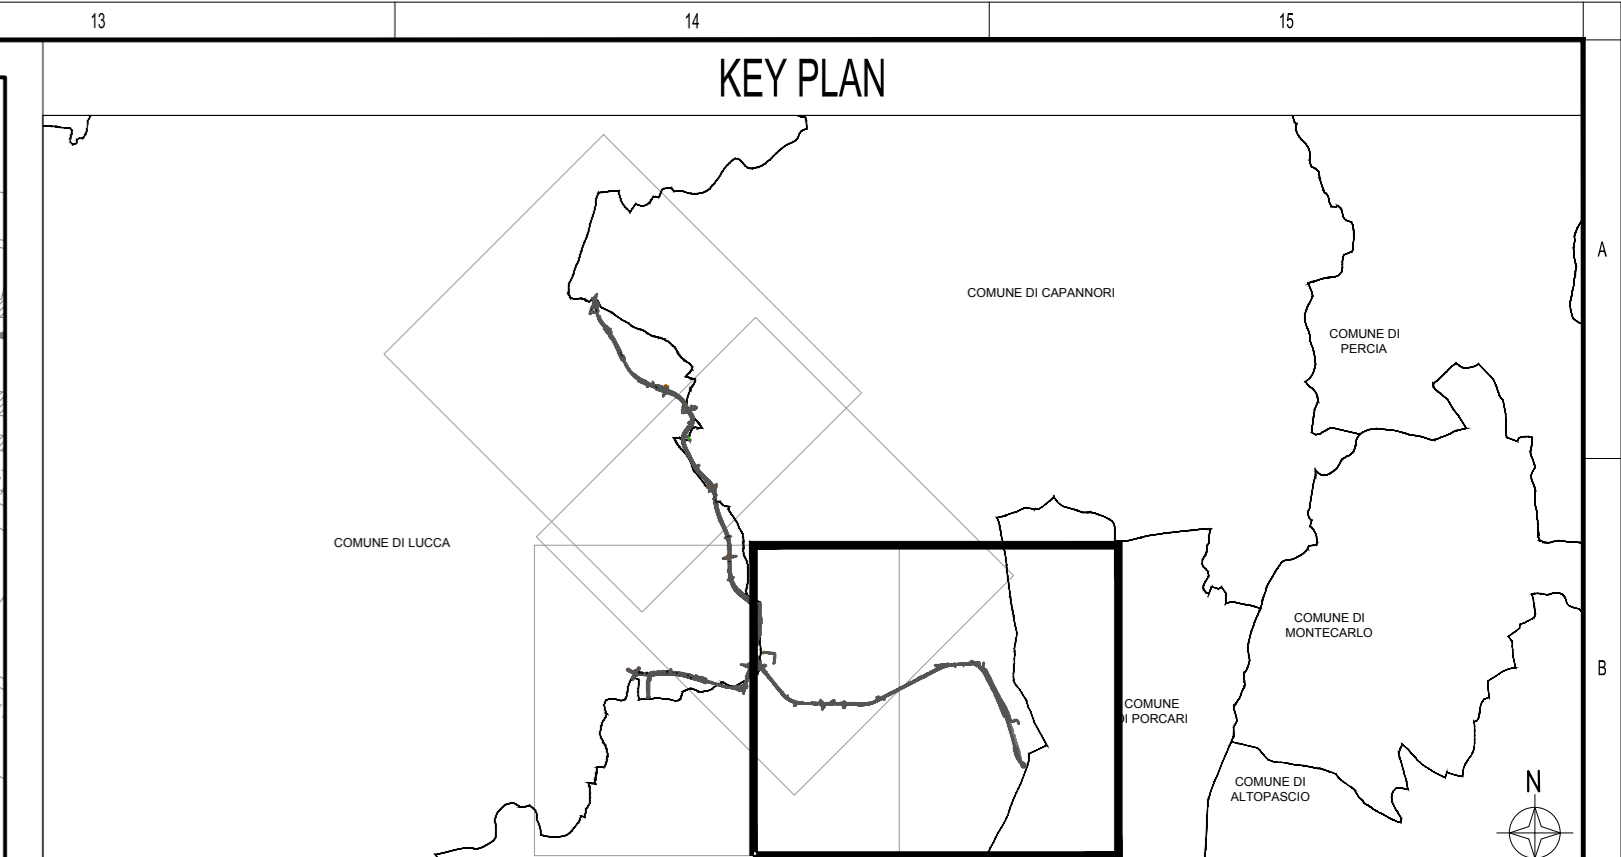 13
14
15
KEY PLAN
A
COMUNE DI CAPANNORI
COMUNE DI
PERCIA
COMUNE DI LUCCA
COMUNE DI
MONTECARLO
B
COMUNE
DI PORCARI
COMUNE DI
ALTOPASCIO
N